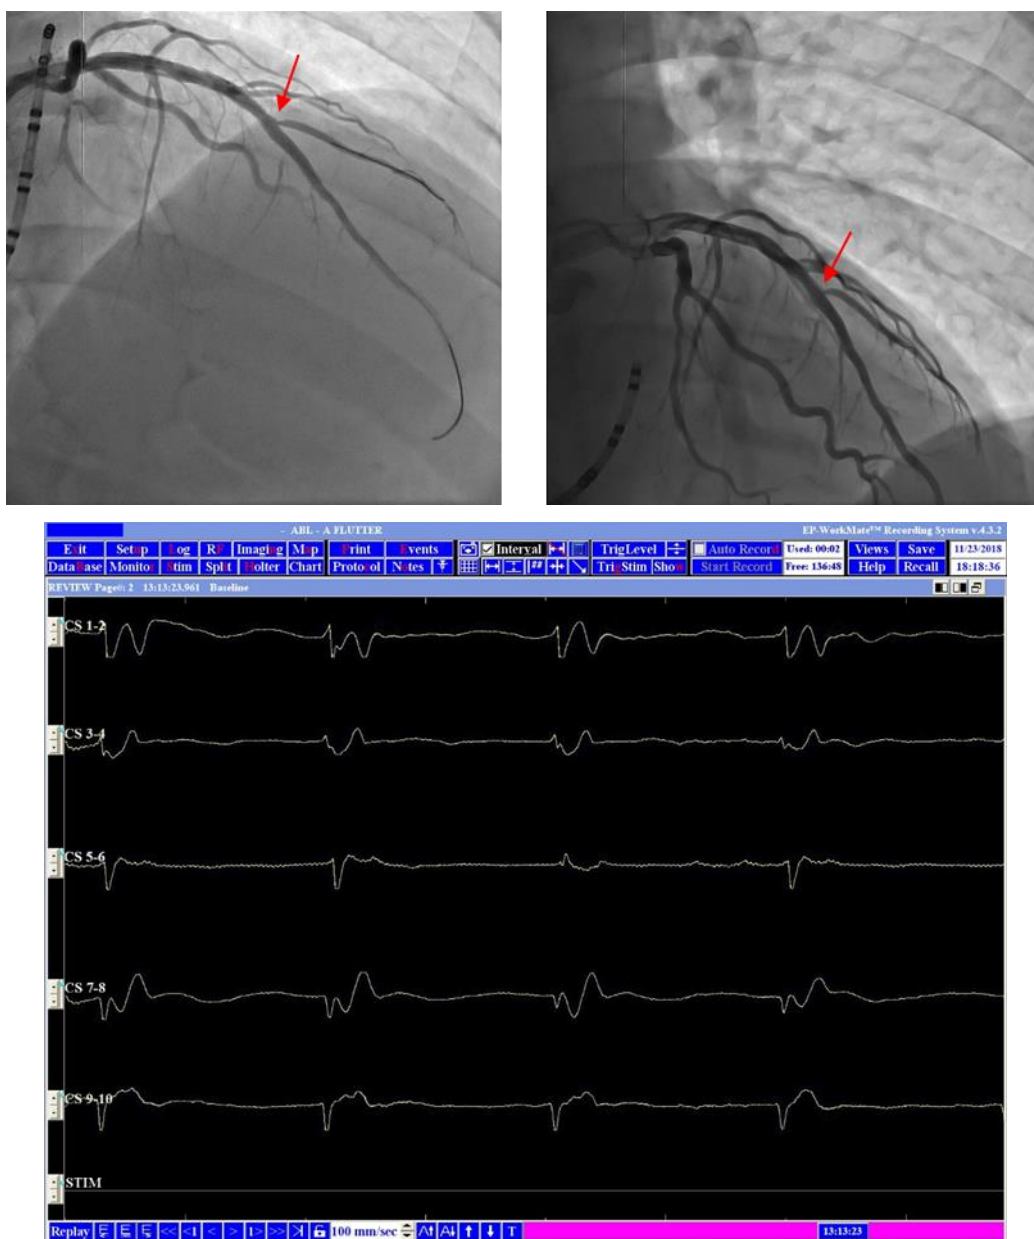 - ABL - A FLUTTER EP-WorkMate™ Recording System v.4.3.2
Exit Setup Log RF Imaging Map Print Events Interval TrigLevel Auto Record Used: 00:02 Views Save 11/23/2018
DataBase Monitor Stim Split Holter Chart Protocol Notes ## TrigStim Show Start Record Free: 136:48 Help Recall 18:18:36
REVIEW Page#: 2 13:13:23.961 Baseline
CS 1-2
CS 3-4
CS 5-6
CS 7-8
CS 9-10
STIM
Replay << <1 < > 1> >> 100 mm/sec T 13:13:23